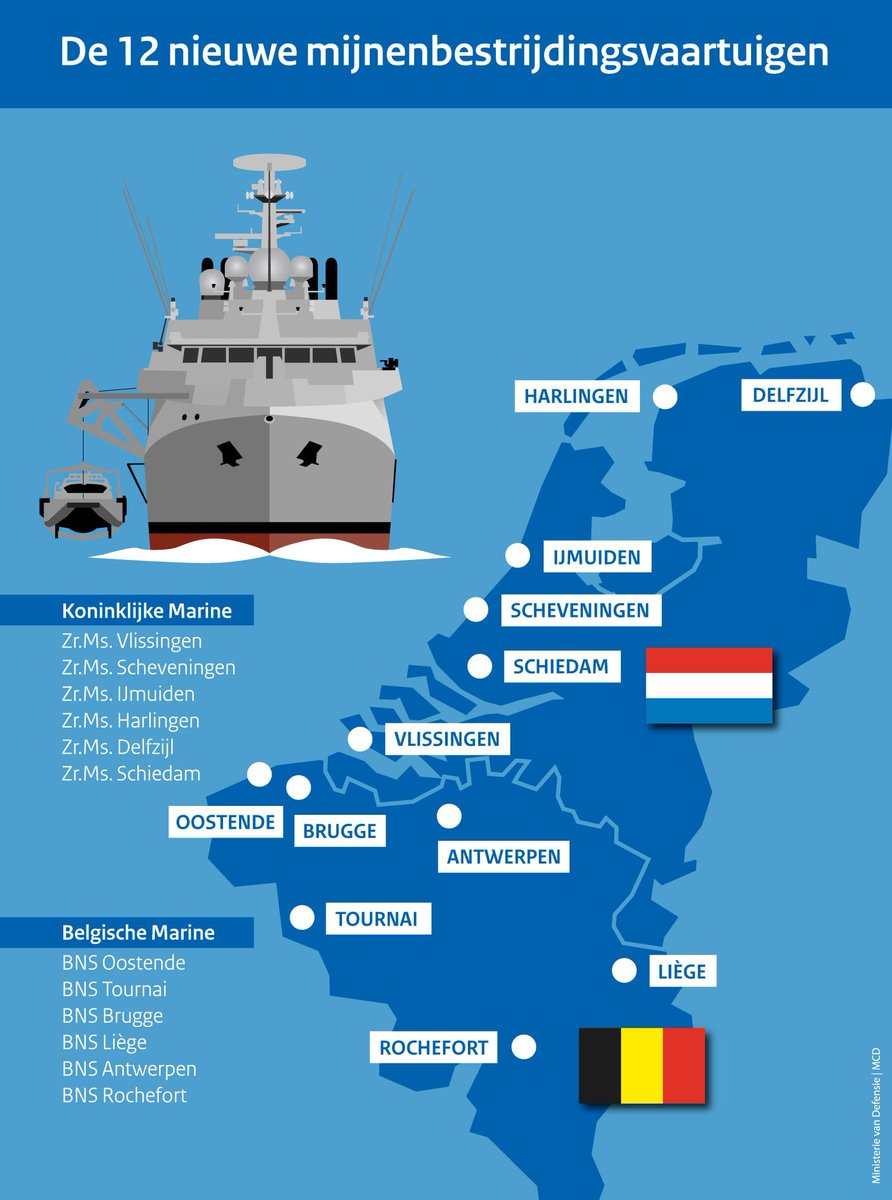 De 12 nieuwe mijnenbestrijdingsvaartuigen
HARLINGEN
DELFZIJL
IJMUIDEN
SCHEVENINGEN
SCHIEDAM
VLISSINGEN
OOSTENDE
BRUGGE
ANTWERPEN
TOURNAI
LIÈGE
ROCHEFORT
Koninklijke Marine
Zr.Ms. Vlissingen
Zr.Ms. Scheveningen
Zr.Ms. IJmuiden
Zr.Ms. Harlingen
Zr.Ms. Delfzijl
Zr.Ms. Schiedam
Belgische Marine
BNS Oostende
BNS Tournai
BNS Brugge
BNS Liège
BNS Antwerpen
BNS Rochefort
Ministerie van Defensie | MCD